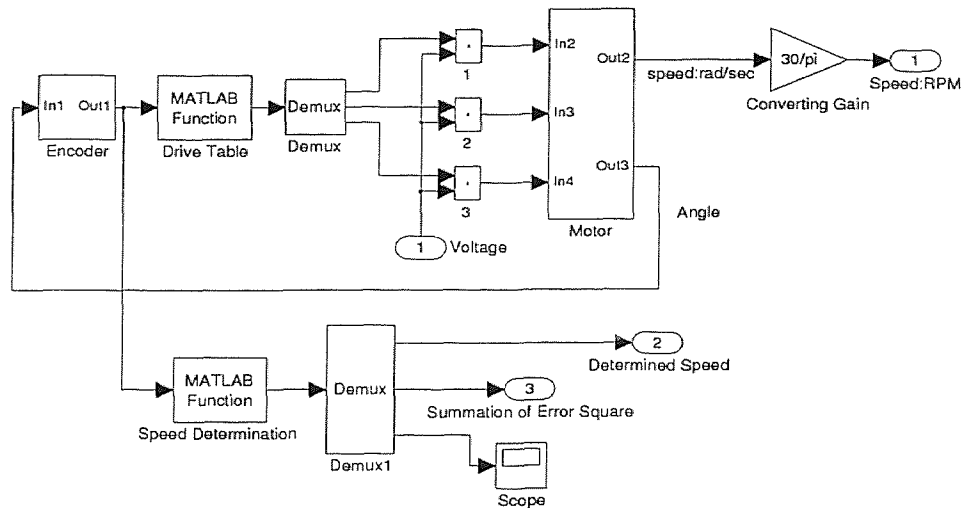 In1 Out1
Encoder
MATLAB
Function
Drive Table
Demux
Demux
1
2
3
1 Voltage
In2
In3
In4
Out2
Out3
Motor
speed:rad/sec
30/pi
Converting Gain
1
Speed:RPM
Angle
MATLAB
Function
Speed Determination
Demux
Demux1
2
Determined Speed
3
Summation of Error Square
Scope